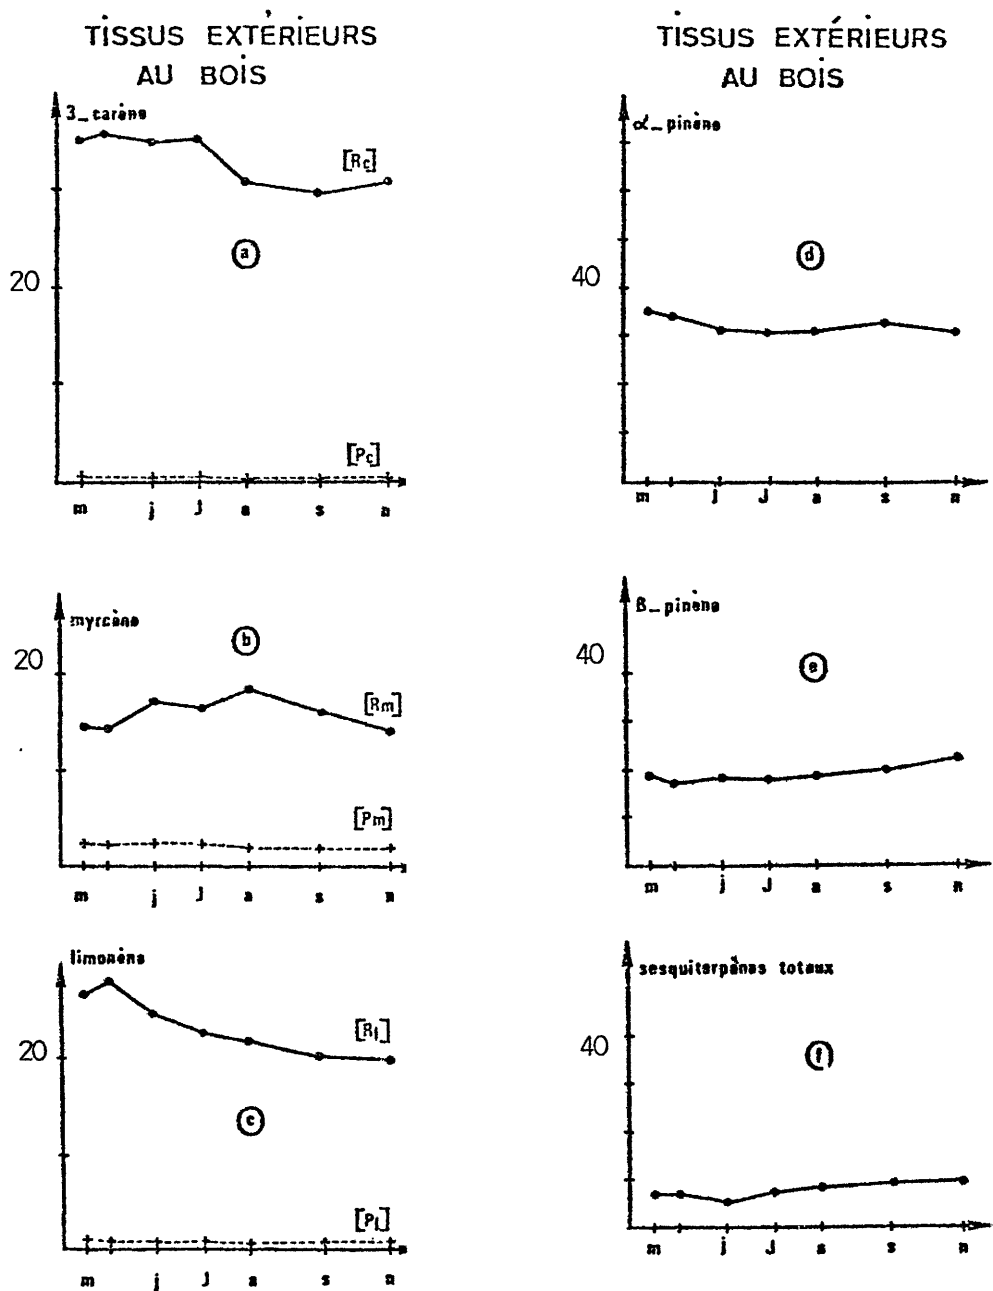 TISSUS EXTÉRIEURS
AU BOIS
3_carène
[Rc]
a
20
[Pc]
m j J a s n
myrcène
b
20
[Rm]
[Pm]
m j J a s n
limonène
20
[Rl]
c
[Pl]
m j J a s n
TISSUS EXTÉRIEURS
AU BOIS
α_pinène
d
40
m j J a s n
β_pinène
40
e
m j J a s n
sesquiterpènes totaux
40
f
m j J a s n